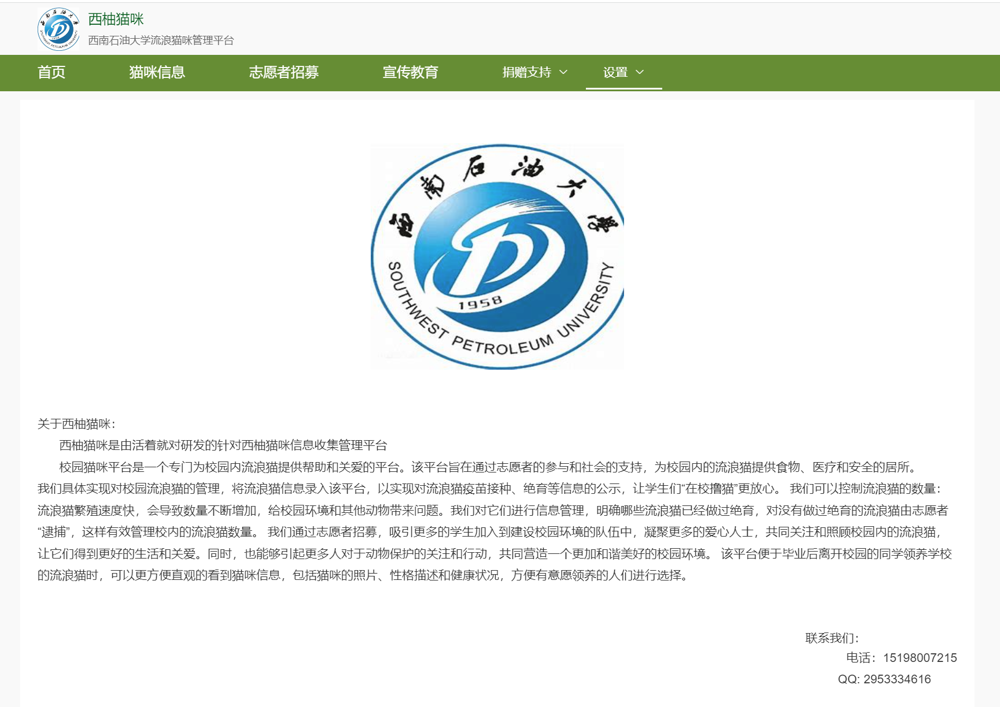 西柚猫咪
西南石油大学流浪猫咪管理平台
首页 猫咪信息 志愿者招募 宣传教育 捐赠支持 设置
西南石油大学
1958
SOUTHWEST PETROLEUM UNIVERSITY
关于西柚猫咪：
西柚猫咪是由活着就对研发的针对西柚猫咪信息收集管理平台
校园猫咪平台是一个专门为校园内流浪猫提供帮助和关爱的平台。该平台旨在通过志愿者的参与和社会的支持，为校园内的流浪猫提供食物、医疗和安全的居所。
我们具体实现对校园流浪猫的管理，将流浪猫信息录入该平台，以实现对流浪猫疫苗接种、绝育等信息的公示，让学生们“在校撸猫”更放心。 我们可以控制流浪猫的数量：
流浪猫繁殖速度快，会导致数量不断增加，给校园环境和其他动物带来问题。我们对它们进行信息管理，明确哪些流浪猫已经做过绝育，对没有做过绝育的流浪猫由志愿者
“逮捕”，这样有效管理校内的流浪猫数量。 我们通过志愿者招募，吸引更多的学生加入到建设校园环境的队伍中，凝聚更多的爱心人士，共同关注和照顾校园内的流浪猫，
让它们得到更好的生活和关爱。同时，也能够引起更多人对于动物保护的关注和行动，共同营造一个更加和谐美好的校园环境。 该平台便于毕业后离开校园的同学领养学校
的流浪猫时，可以更方便直观的看到猫咪信息，包括猫咪的照片、性格描述和健康状况，方便有意愿领养的人们进行选择。
联系我们：
电话：15198007215
QQ: 2953334616